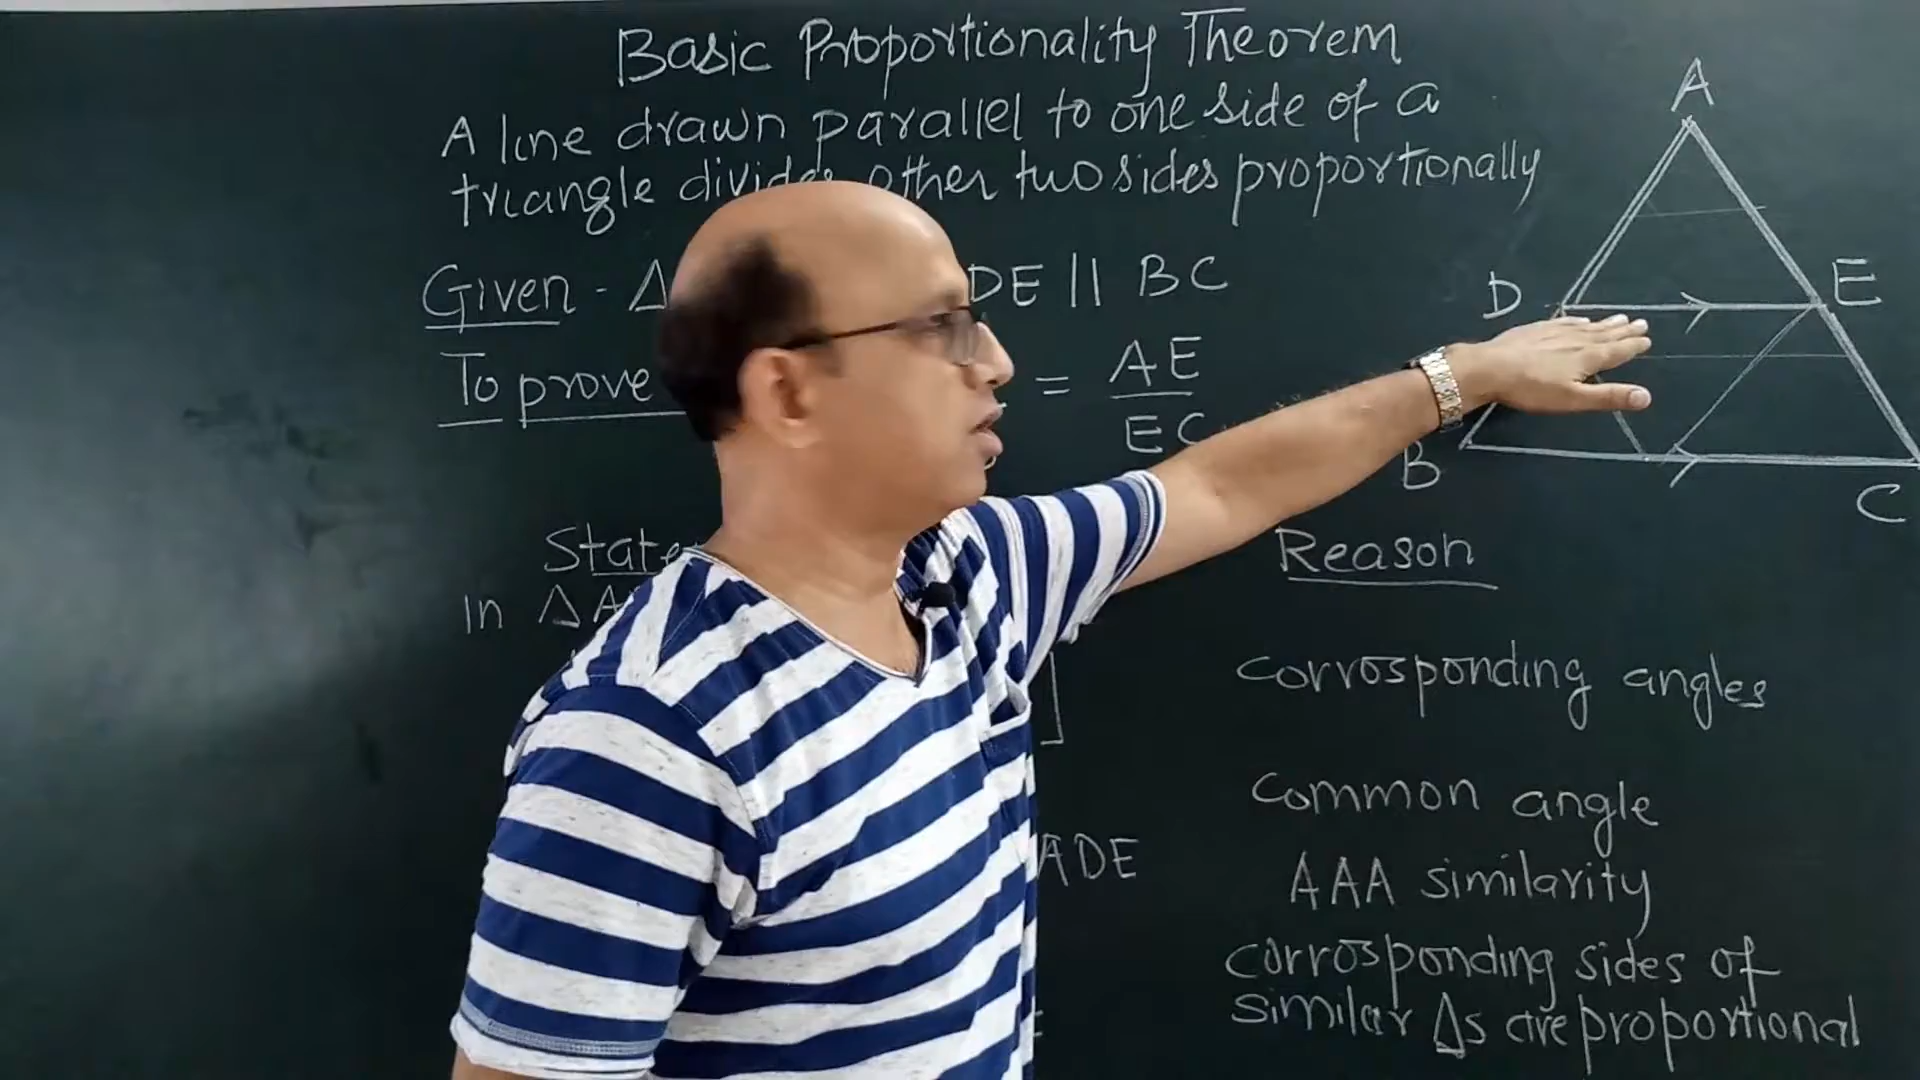 Basic Proportionality Theorem
A line drawn parallel to one side of a
triangle divides other two sides proportionally
Given - Δ DE || BC
To prove = AE
EC
A
D E
B C
Reason
In Δ A
corrosponding angles
common angle
ADE AAA similarity
corrosponding sides of
similar Δs are proportional